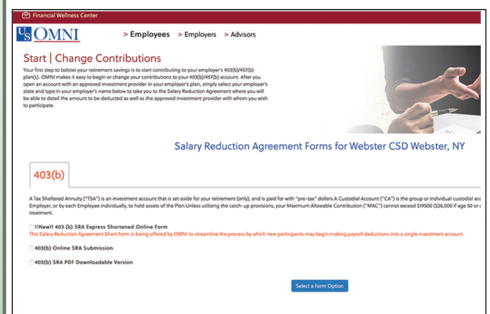 Financial Wellness Center
US OMNI
> Employees > Employers > Advisors
Start | Change Contributions
Your first step to bolster your retirement savings is to start contributing to your employer's 403(b)/457(b)
plan(s). OMNI makes it easy to begin or change your contributions to your 403(b)/457(b) account. After you
open an account with an approved investment provider in your employer's plan, simply select your employer's
state and type in your employer's name below to take you to the Salary Reduction Agreement where you will
be able to detail the amount to be deducted as well as the approved investment provider with whom you wish
to participate.
Salary Reduction Agreement Forms for Webster CSD Webster, NY
403(b)
A Tax Sheltered Annuity ("TSA") is an investment account that is set aside for your retirement (only), and is paid for with "pre-tax" dollars.A Custodial Account ("CA") is the group or individual custodial
Employer, or by each Employee individually, to hold assets of the Plan.Unless utilizing the catch-up provisions, your Maximum Allowable Contribution ("MAC") cannot exceed $19500 ($26,000 if age 50 or
treatment.
!!New!! 403 (b) SRA Express Shortened Online Form
This Salary Reduction Agreement Short Form is being offered by OMNI to streamline the process by which new participants may begin making payroll deductions into a single investment account.
403(b) Online SRA Submission
403(b) SRA PDF Downloadable Version
Select a Form Option